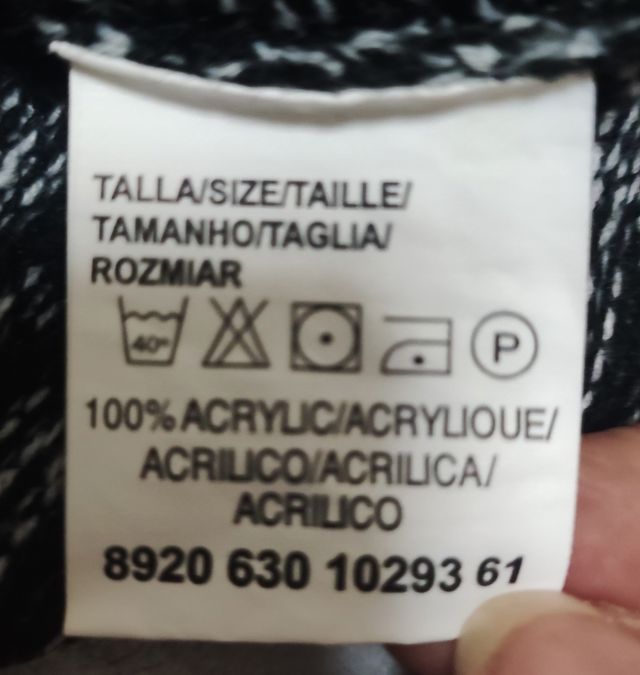 TALLA/SIZE/TAILLE/
TAMANHO/TAGLIA/
ROZMIAR
40° P
100% ACRYLIC/ACRYLIQUE/
ACRILICO/ACRILICA/
ACRILICO
8920 630 10293 61